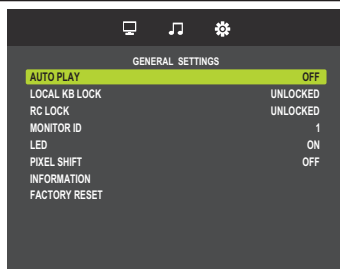 GENERAL SETTINGS
AUTO PLAY OFF
LOCAL KB LOCK UNLOCKED
RC LOCK UNLOCKED
MONITOR ID 1
LED ON
PIXEL SHIFT OFF
INFORMATION
FACTORY RESET